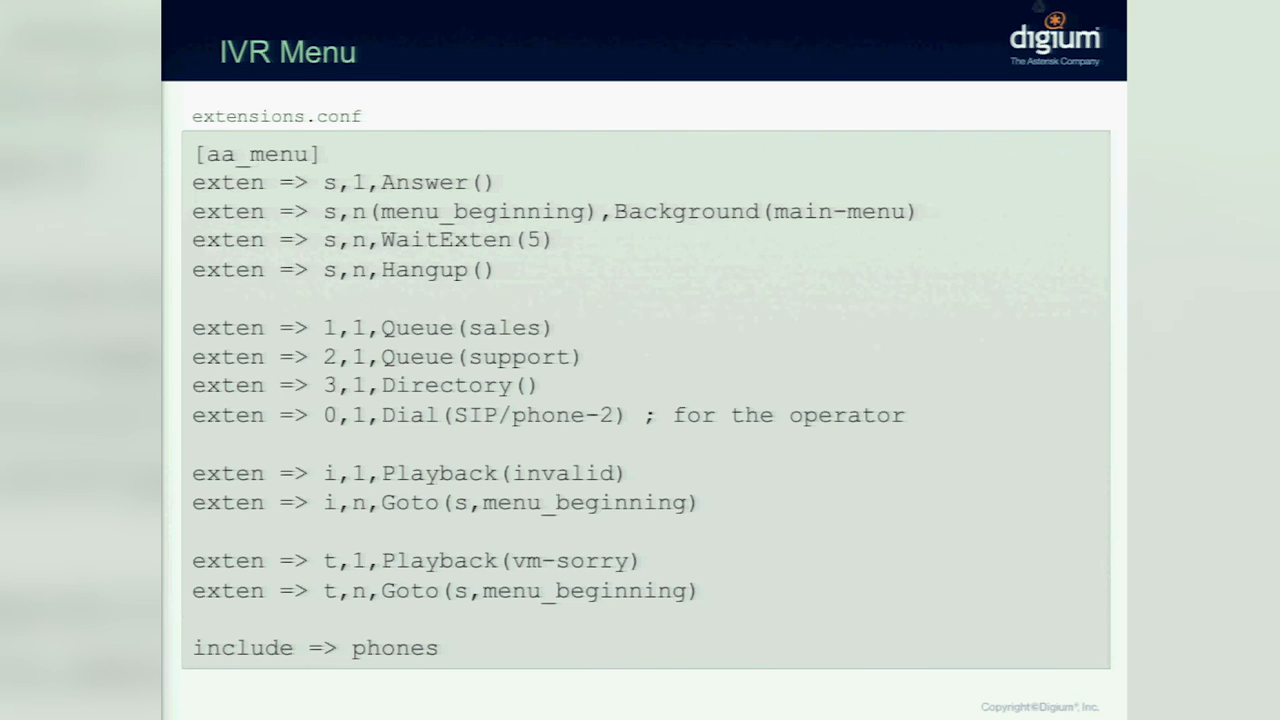 IVR Menu
digium
The Asterisk Company
extensions.conf
[aa_menu]
exten => s,1,Answer()
exten => s,n(menu_beginning),Background(main-menu)
exten => s,n,WaitExten(5)
exten => s,n,Hangup()
exten => 1,1,Queue(sales)
exten => 2,1,Queue(support)
exten => 3,1,Directory()
exten => 0,1,Dial(SIP/phone-2) ; for the operator
exten => i,1,Playback(invalid)
exten => i,n,Goto(s,menu_beginning)
exten => t,1,Playback(vm-sorry)
exten => t,n,Goto(s,menu_beginning)
include => phones
Copyright©Digium®, Inc.